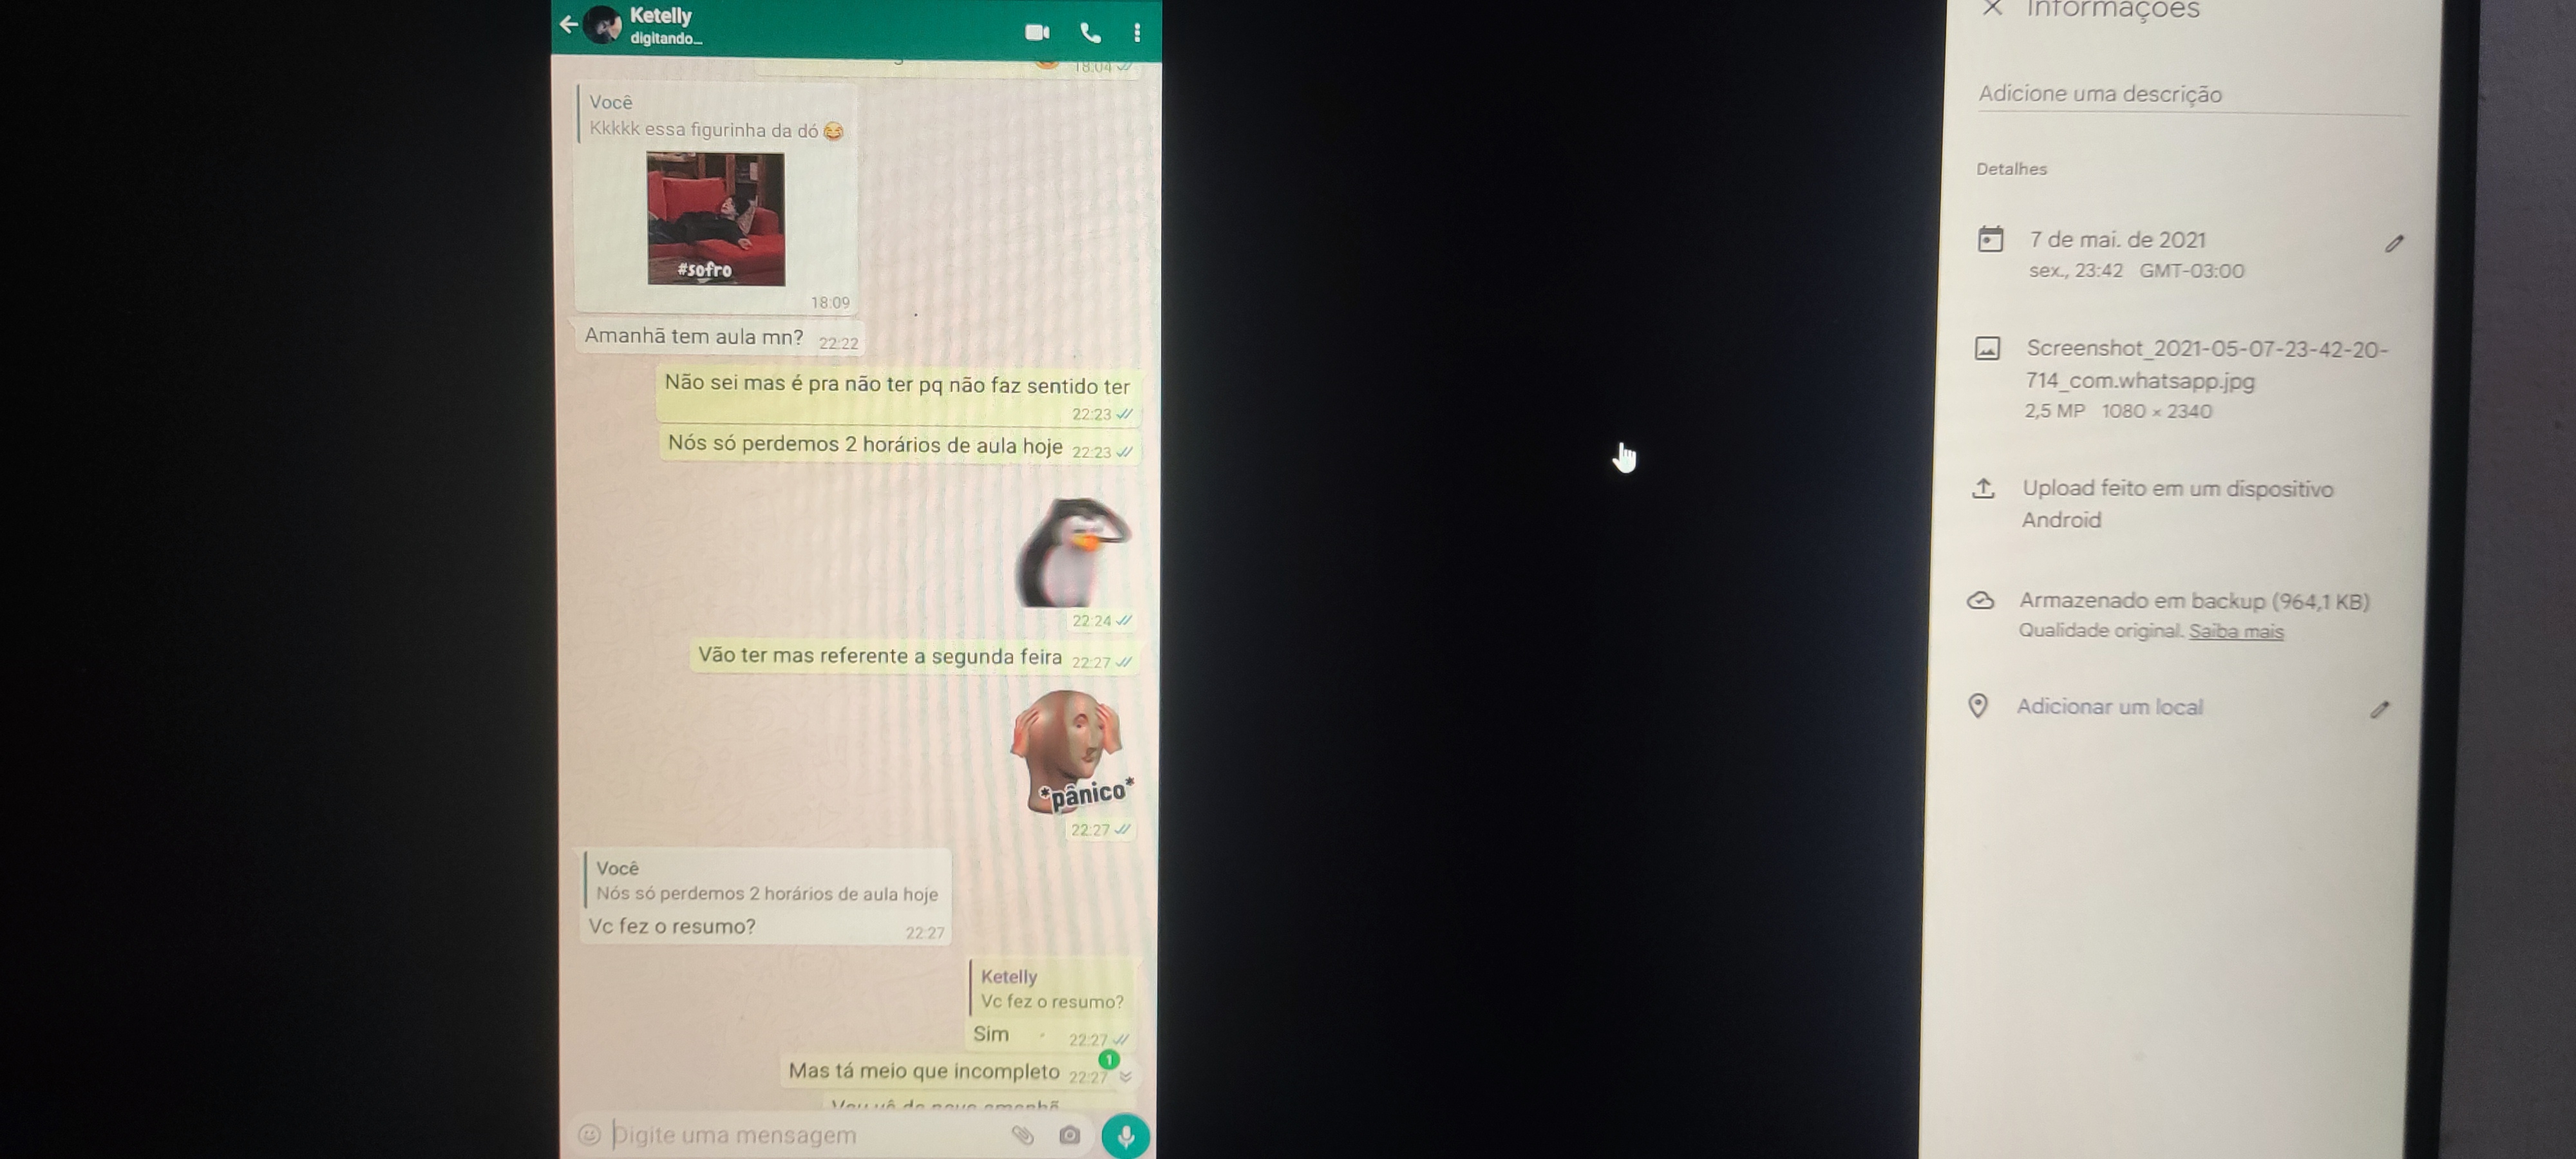 Ketelly
digitando...
18:04
Você
Kkkkk essa figurinha da dó😂
#sofro
18:09
Amanhã tem aula mn? 22:22
Não sei mas é pra não ter pq não faz sentido ter
22:23
Nós só perdemos 2 horários de aula hoje 22:23
22:24
Vão ter mas referente a segunda feira 22:27
*pânico*
22:27
Você
Nós só perdemos 2 horários de aula hoje
Vc fez o resumo? 22:27
Ketelly
Vc fez o resumo?
Sim 22:27
1
Mas tá meio que incompleto 22:27
Digite uma mensagem
Informações
Adicione uma descrição
Detalhes
7 de mai. de 2021
sex., 23:42 GMT-03:00
Screenshot_2021-05-07-23-42-20-
714_com.whatsapp.jpg
2,5 MP 1080 × 2340
Upload feito em um dispositivo
Android
Armazenado em backup (964,1 KB)
Qualidade original. Saiba mais
Adicionar um local